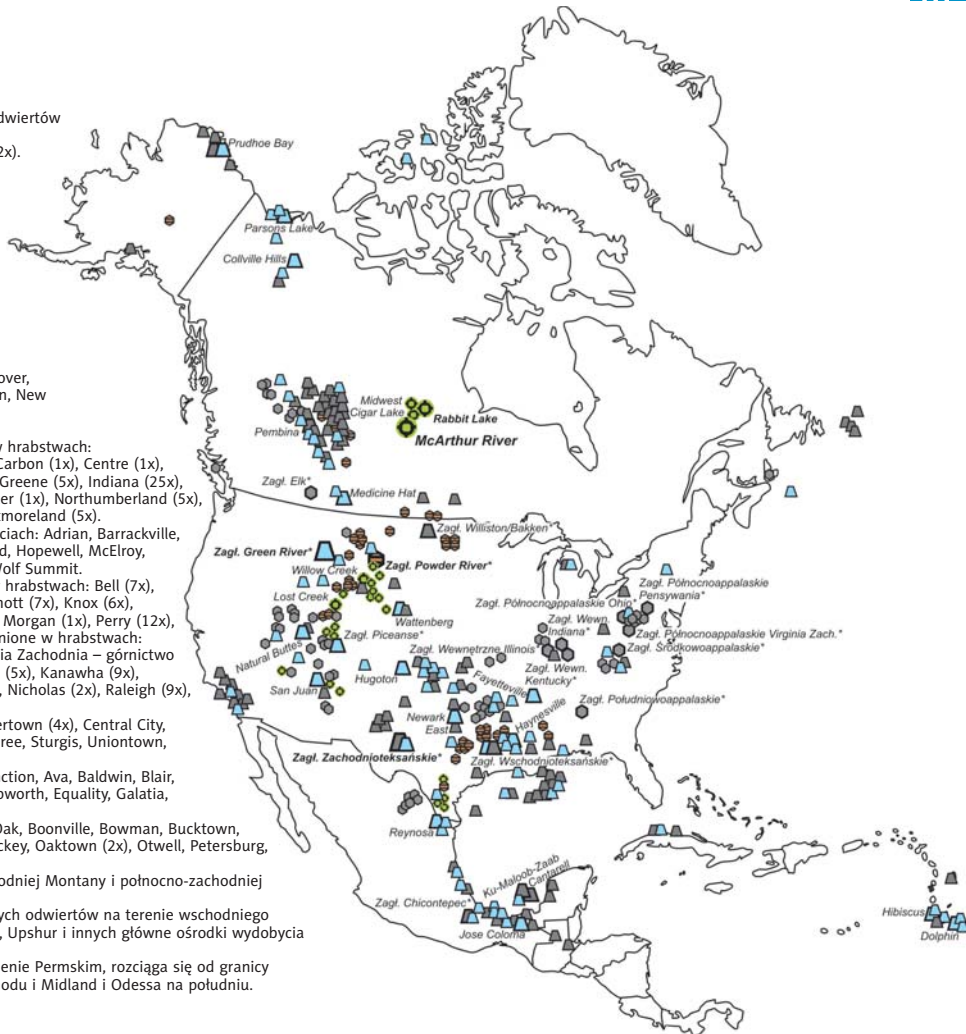 dwiertów
2x).
over,
n, New
w hrabstwach:
Carbon (1x), Centre (1x),
Greene (5x), Indiana (25x),
er (1x), Northumberland (5x),
tmoreland (5x).
ściach: Adrian, Barrackville,
d, Hopewell, McElroy,
Wolf Summit.
hrabstwach: Bell (7x),
nott (7x), Knox (6x),
Morgan (1x), Perry (12x),
nione w hrabstwach:
ia Zachodnia – górnictwo
(5x), Kanawha (9x),
, Nicholas (2x), Raleigh (9x),
ertown (4x), Central City,
ree, Sturgis, Uniontown,
ction, Ava, Baldwin, Blair,
pworth, Equality, Galatia,
Oak, Boonville, Bowman, Bucktown,
ckey, Oaktown (2x), Otwell, Petersburg,
odniej Montany i północno-zachodniej
ych odwiertów na terenie wschodniego
, Upshur i innych główne ośrodki wydobycia
enie Permskim, rozciąga się od granicy
odu i Midland i Odessa na południu.
Prudhoe Bay
Parsons Lake
Collville Hills
Midwest
Cigar Lake
Rabbit Lake
McArthur River
Pembina
Zagł. Elk*
Medicine Hat
Zagł. Williston/Bakken*
Zagł. Green River*
Zagł. Powder River*
Willow Creek
Lost Creek
Wattenberg
Zagł. Piceanse*
Natural Buttes
San Juan
Hugoton
Zagł. Północnoappalaskie
Pensywania*
Zagł. Północnoappalaskie Ohio*
Zagł. Wewn.
Indiana*
Zagł. Północnoappalaskie Virginia Zach.*
Zagł. Środkowoappalaskie*
Zagł. Wewnętrzne Illinois*
Zagł. Wewn.
Kentucky*
Fayetteville
Zagł. Południowoappalaskie*
Newark
East
Haynesville
Zagł. Zachodnioteksańskie*
Zagł. Wschodnioteksańskie*
Reynosa
Ku-Maloob-Zaab
Cantarell
Zagł. Chicontepec*
Jose Coloma
Hibiscus
Dolphin